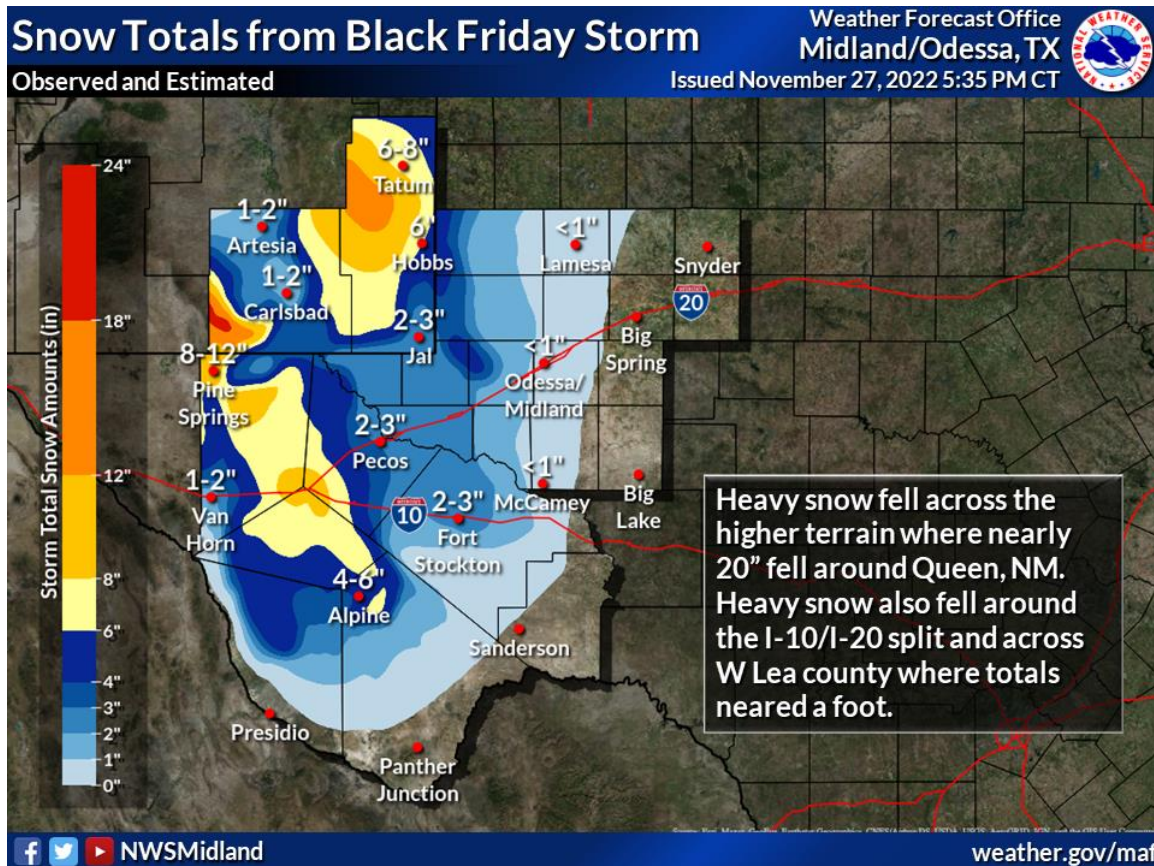 Snow Totals from Black Friday Storm
Observed and Estimated
Weather Forecast Office
Midland/Odessa, TX
Issued November 27, 2022 5:35 PM CT
NATIONAL WEATHER SERVICE
Storm Total Snow Amounts (in)
24"
18"
12"
8"
6"
4"
3"
2"
1"
0"
6-8"
Tatum
1-2"
Artesia
6"
Hobbs
<1"
Lamesa
Snyder
1-2"
Carlsbad
20
2-3"
Jal
Big
Spring
8-12"
Pine
Springs
<1"
Odessa/
Midland
2-3"
Pecos
1-2"
Van
Horn
10
2-3"
Fort
Stockton
<1"
McCamey
Big
Lake
4-6"
Alpine
Sanderson
Presidio
Panther
Junction
Heavy snow fell across the
higher terrain where nearly
20” fell around Queen, NM.
Heavy snow also fell around
the I-10/I-20 split and across
W Lea county where totals
neared a foot.
NWSMidland
weather.gov/maf